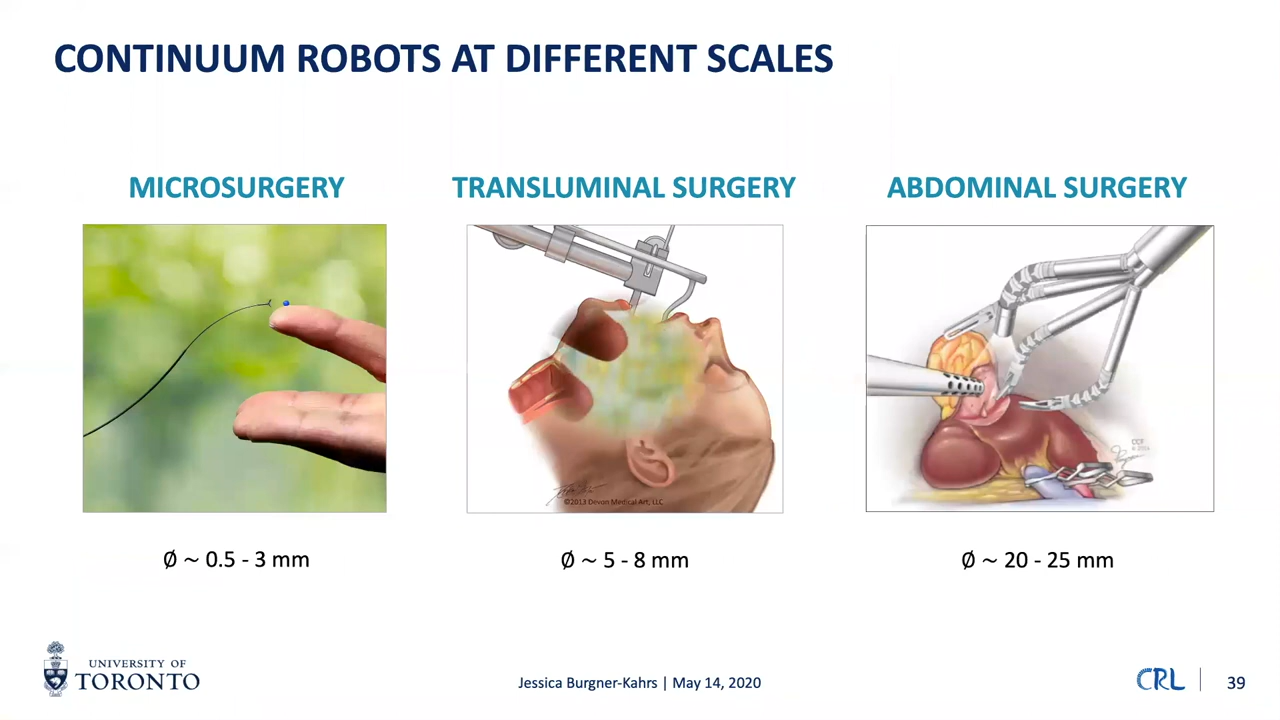 CONTINUUM ROBOTS AT DIFFERENT SCALES
MICROSURGERY
TRANSLUMINAL SURGERY
ABDOMINAL SURGERY
©2013 Devon Medical Art, LLC
CCF
Ø ~ 0.5 - 3 mm
Ø ~ 5 - 8 mm
Ø ~ 20 - 25 mm
UNIVERSITY OF
TORONTO
Jessica Burgner-Kahrs | May 14, 2020
CRL
39